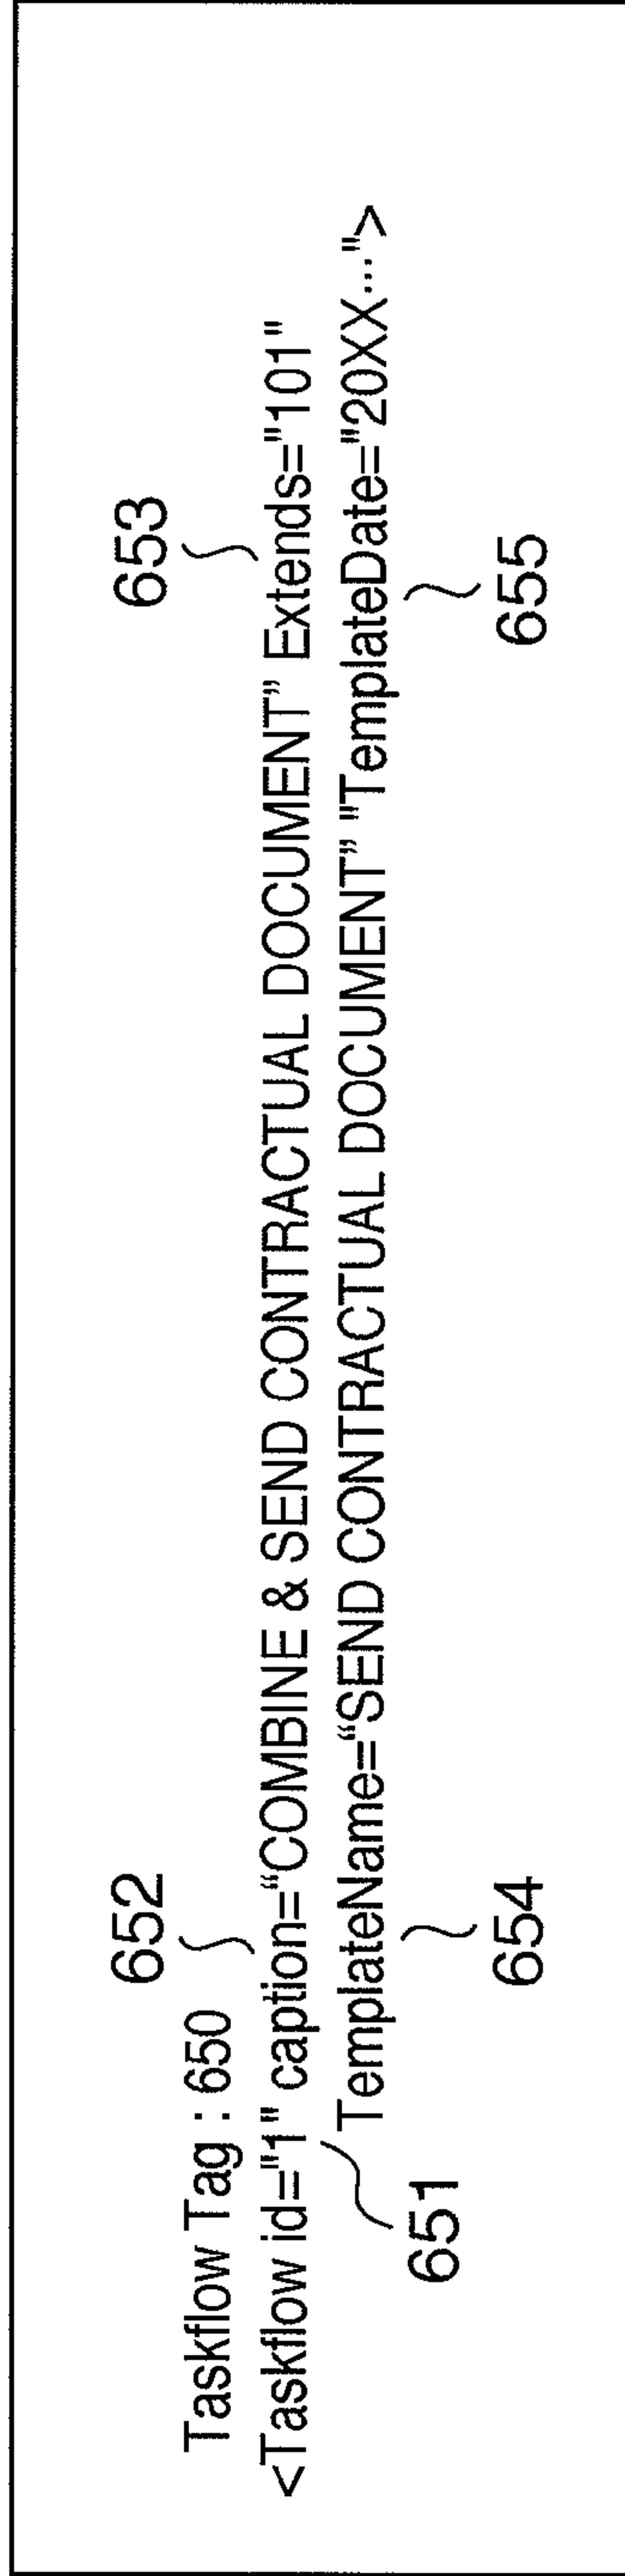 652
653
Taskflow Tag : 650
<Taskflow id="1" caption=“COMBINE & SEND CONTRACTUAL DOCUMENT” Extends="101"
TemplateName=“SEND CONTRACTUAL DOCUMENT” "TemplateDate="20XX···">
651
654
655